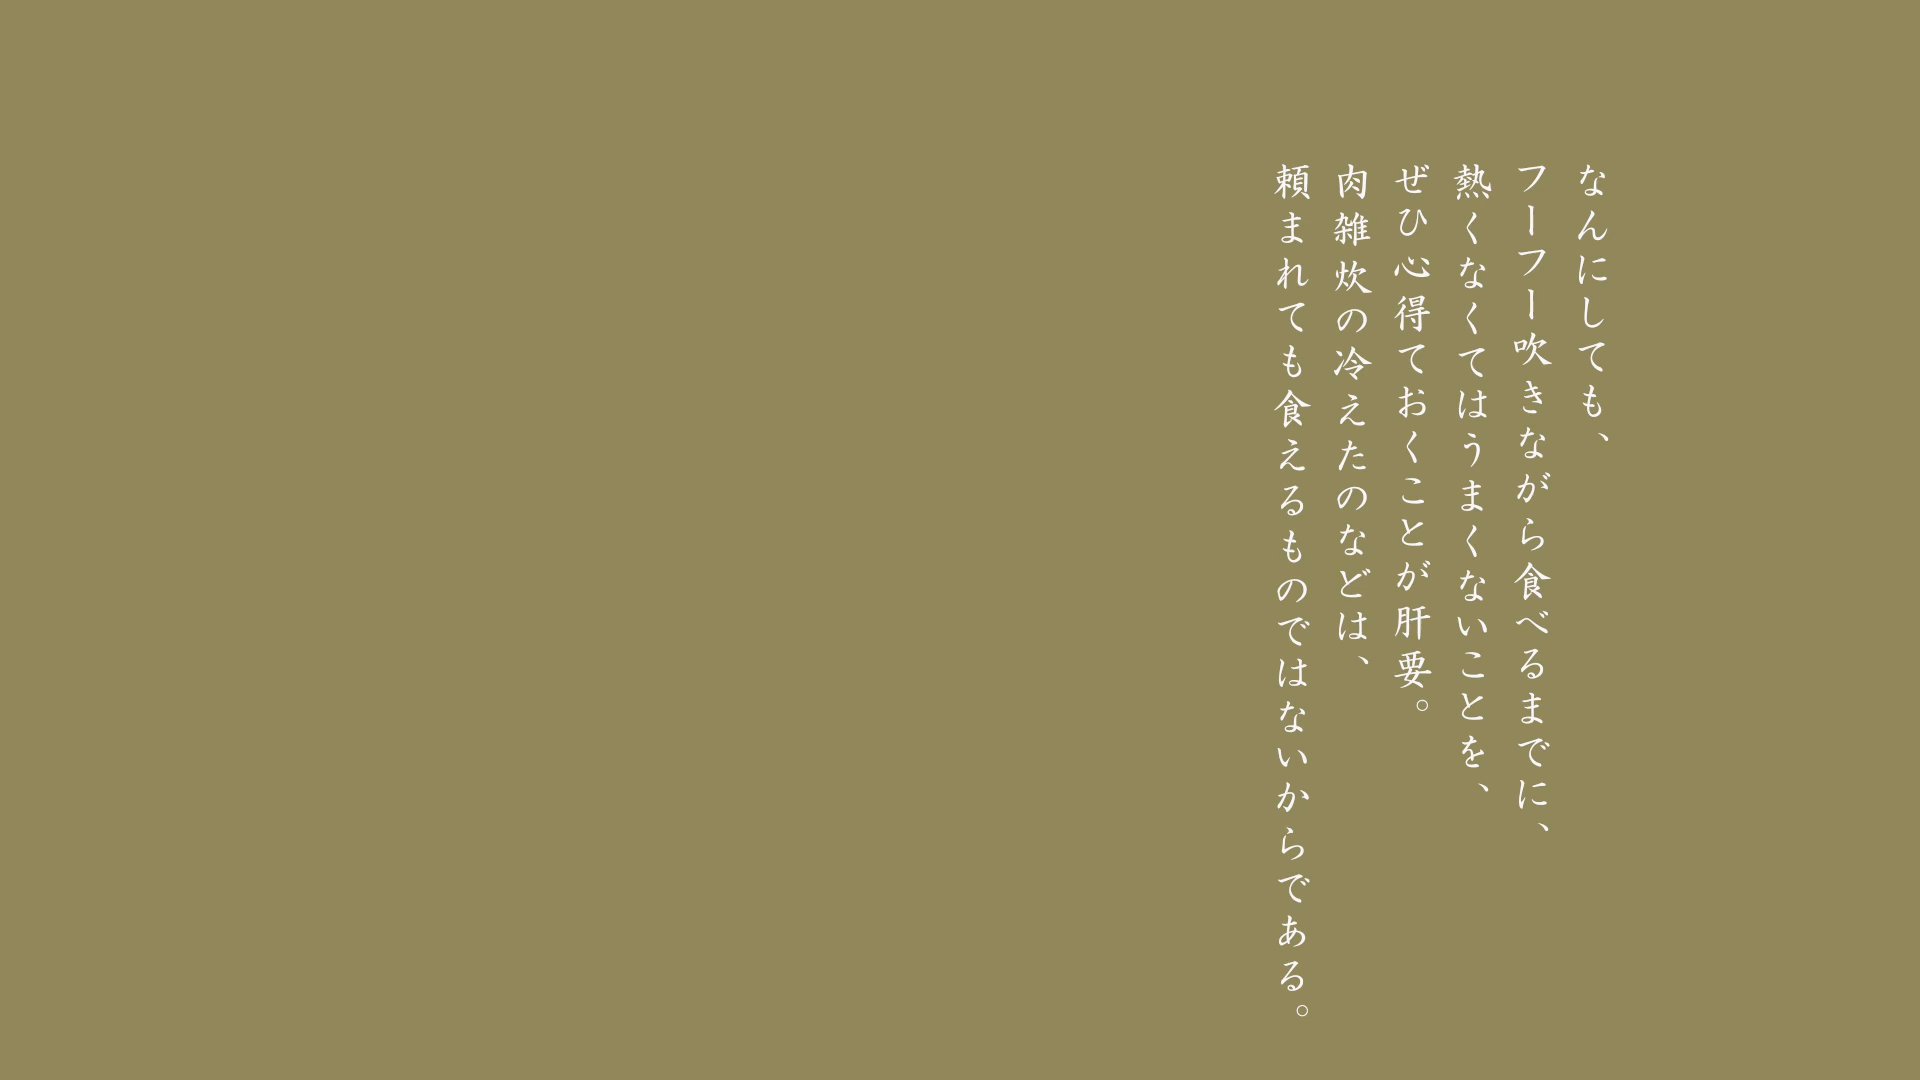 なんにしても、
フーフー吹きながら食べるまでに、
熱くなくてはうまくないことを、
ぜひ心得ておくことが肝要。
肉雑炊の冷えたのなどは、
頼まれても食えるものではないからである。